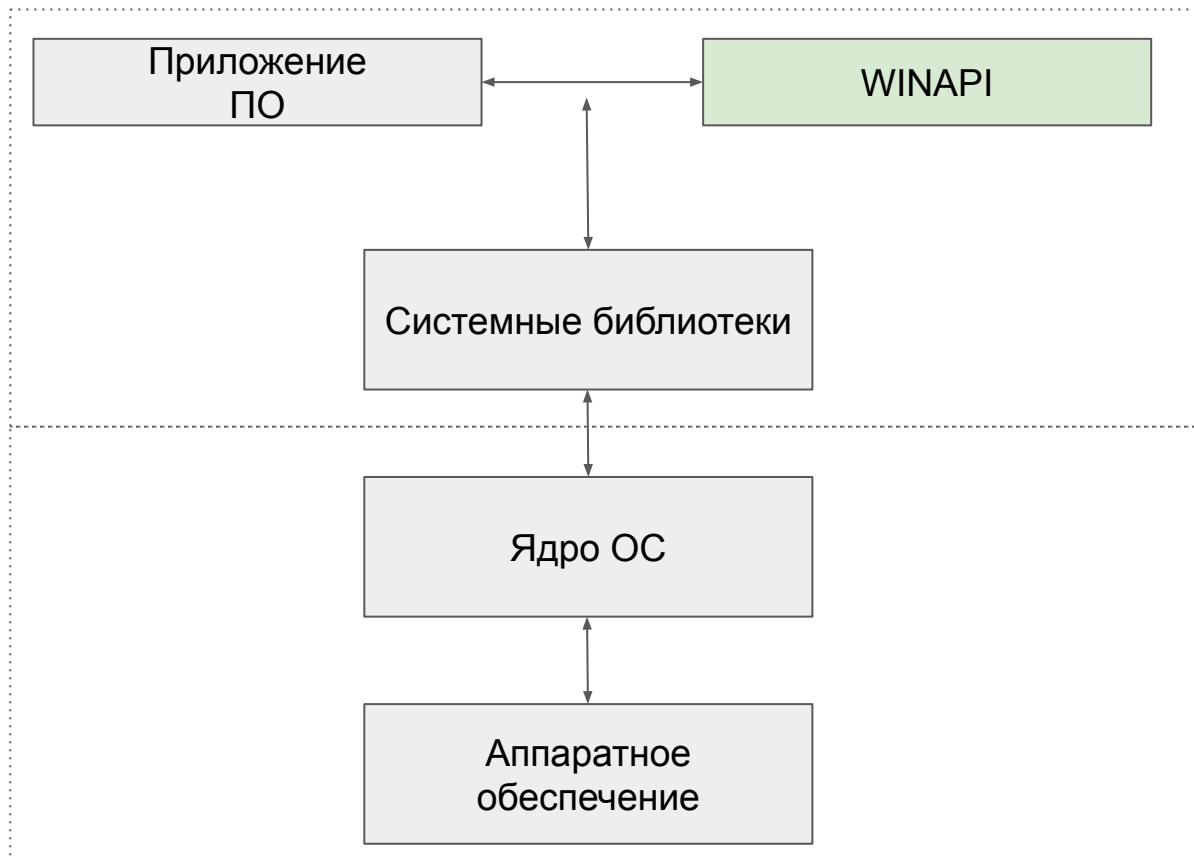 Приложение
ПО
WINAPI
Системные библиотеки
Ядро ОС
Аппаратное
обеспечение